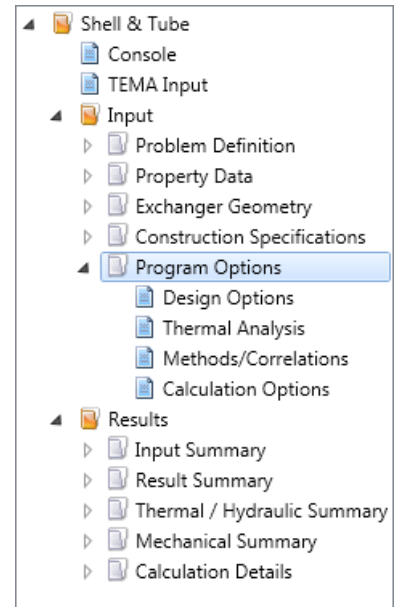 Shell & Tube
Console
TEMA Input
Input
Problem Definition
Property Data
Exchanger Geometry
Construction Specifications
Program Options
Design Options
Thermal Analysis
Methods/Correlations
Calculation Options
Results
Input Summary
Result Summary
Thermal / Hydraulic Summary
Mechanical Summary
Calculation Details